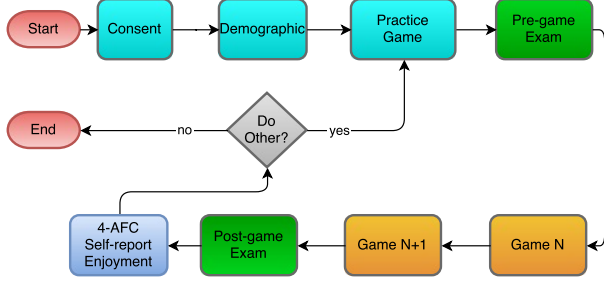 Start
Consent
Demographic
Practice
Game
Pre-game
Exam
End
no
Do
Other?
yes
4-AFC
Self-report
Enjoyment
Post-game
Exam
Game N+1
Game N